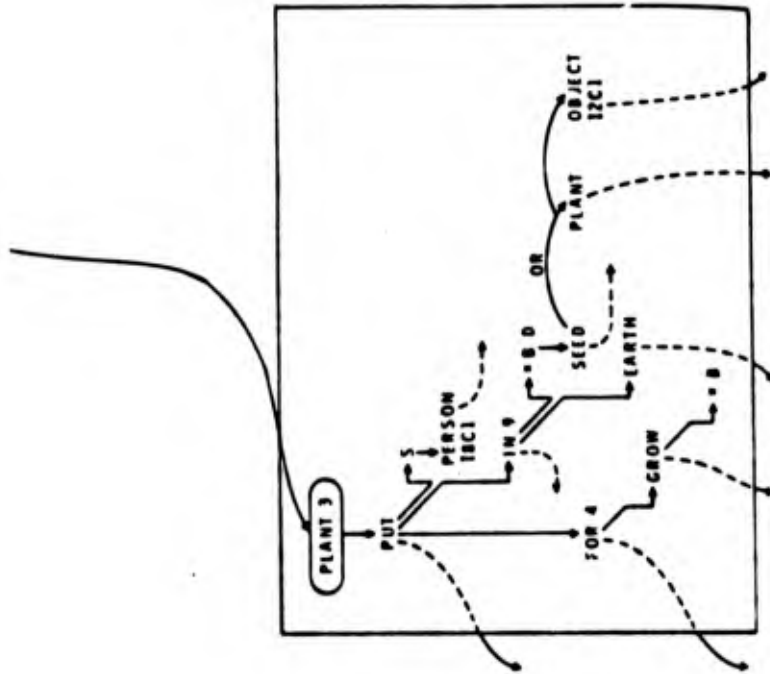 PLANT 3
PUT
S
PERSON
I8C1
IN 9
= B D
SEED
OR
PLANT
OBJECT
I2C1
EARTH
FOR 4
GROW
= B